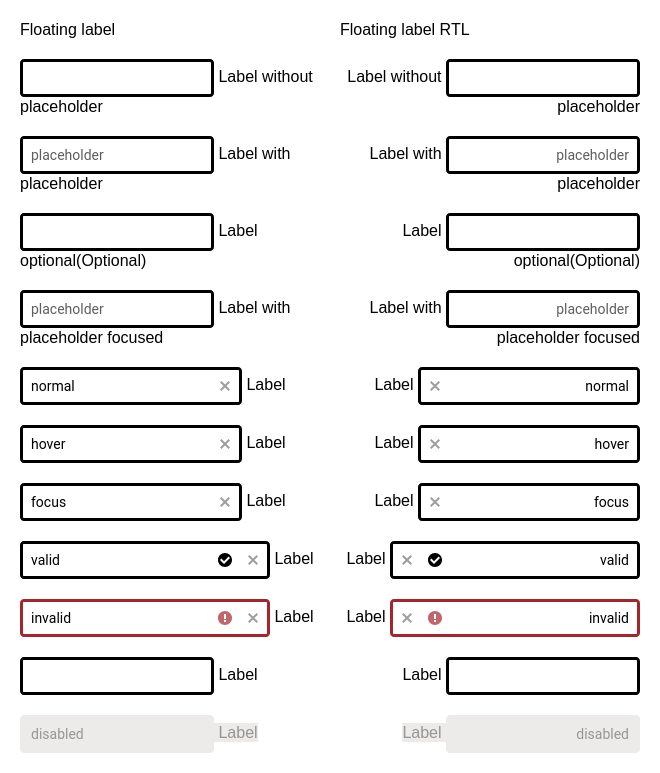 Floating label
Label without
placeholder
placeholder Label with
placeholder
Label
optional(Optional)
placeholder Label with
placeholder focused
normal Label
hover Label
focus Label
valid Label
invalid Label
Label
disabled Label
Floating label RTL
Label without
placeholder
Label with placeholder
placeholder
Label
optional(Optional)
Label with placeholder
placeholder focused
Label normal
Label hover
Label focus
Label valid
Label invalid
Label
Label disabled